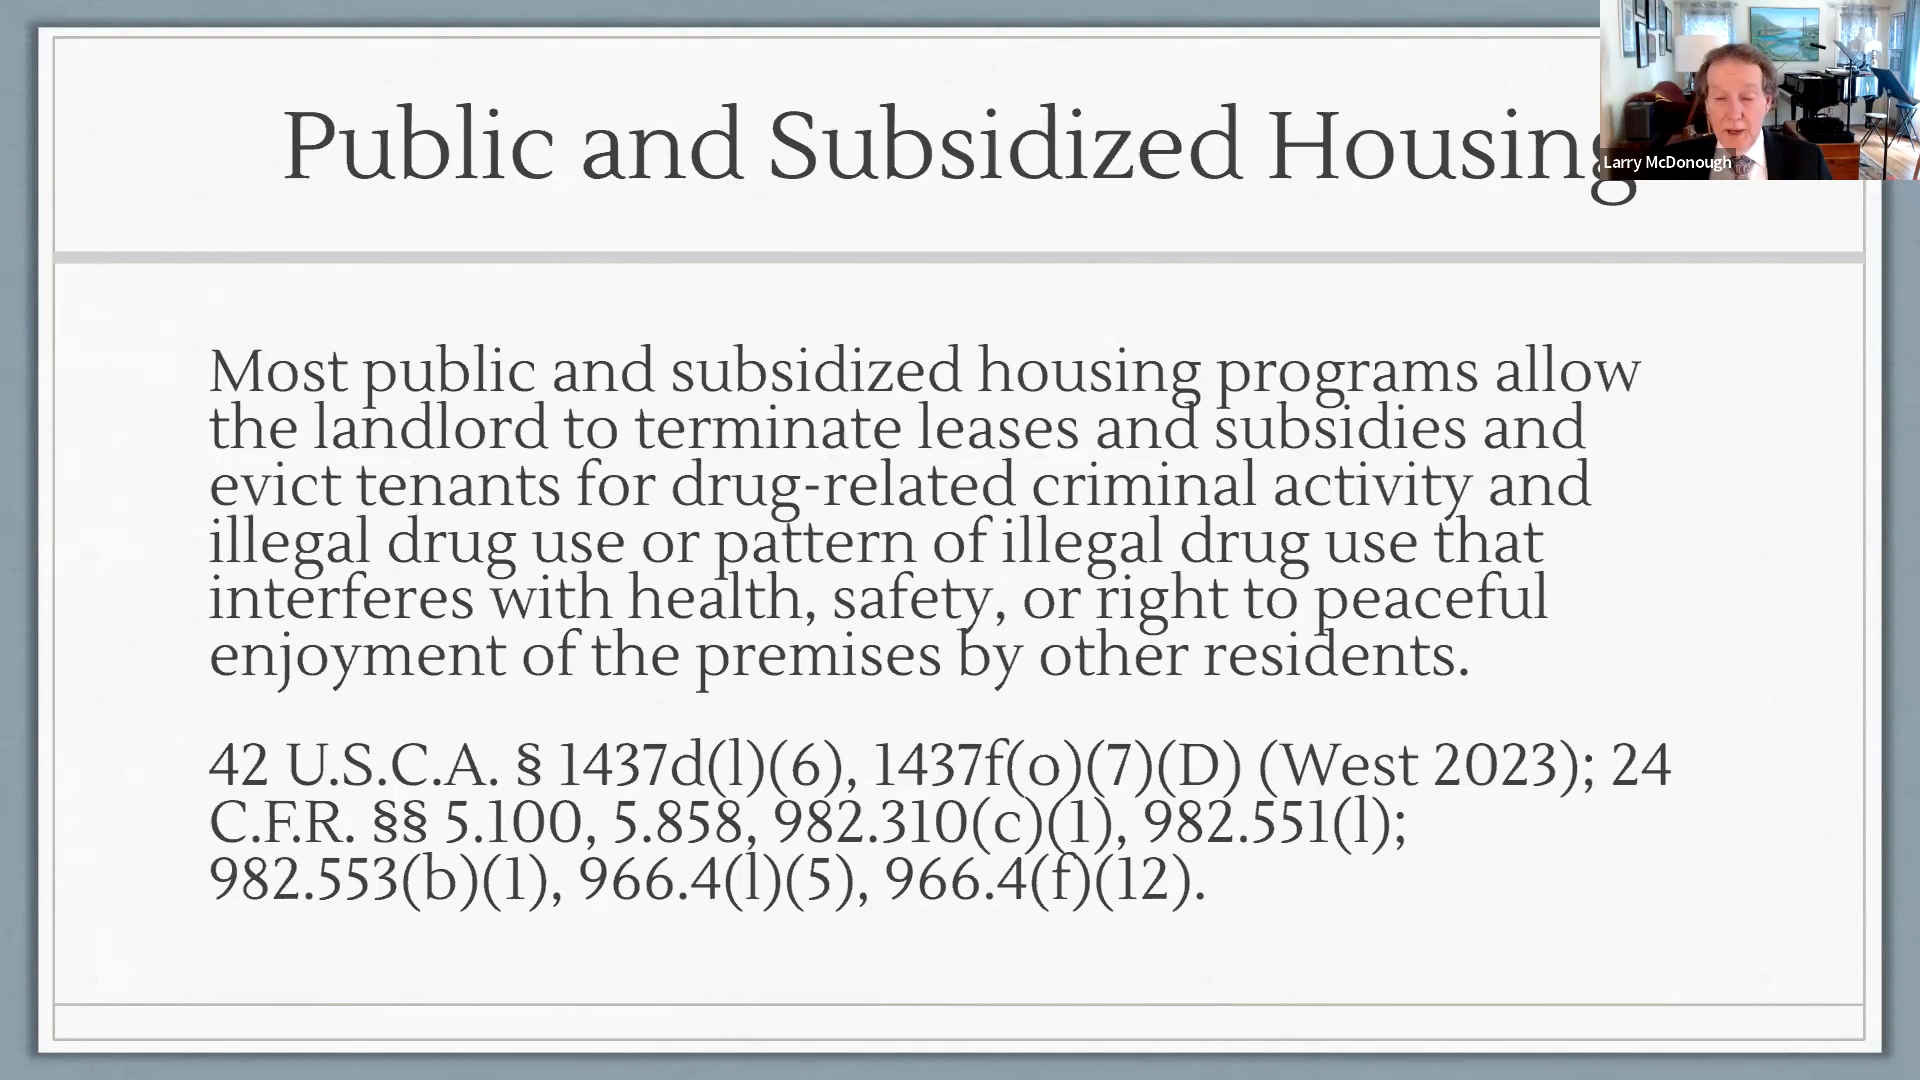 Public and Subsidized Housing
Larry McDonough
Most public and subsidized housing programs allow
the landlord to terminate leases and subsidies and
evict tenants for drug-related criminal activity and
illegal drug use or pattern of illegal drug use that
interferes with health, safety, or right to peaceful
enjoyment of the premises by other residents.
42 U.S.C.A. § 1437d(l)(6), 1437f(o)(7)(D) (West 2023); 24
C.F.R. §§ 5.100, 5.858, 982.310(c)(1), 982.551(l);
982.553(b)(1), 966.4(l)(5), 966.4(f)(12).